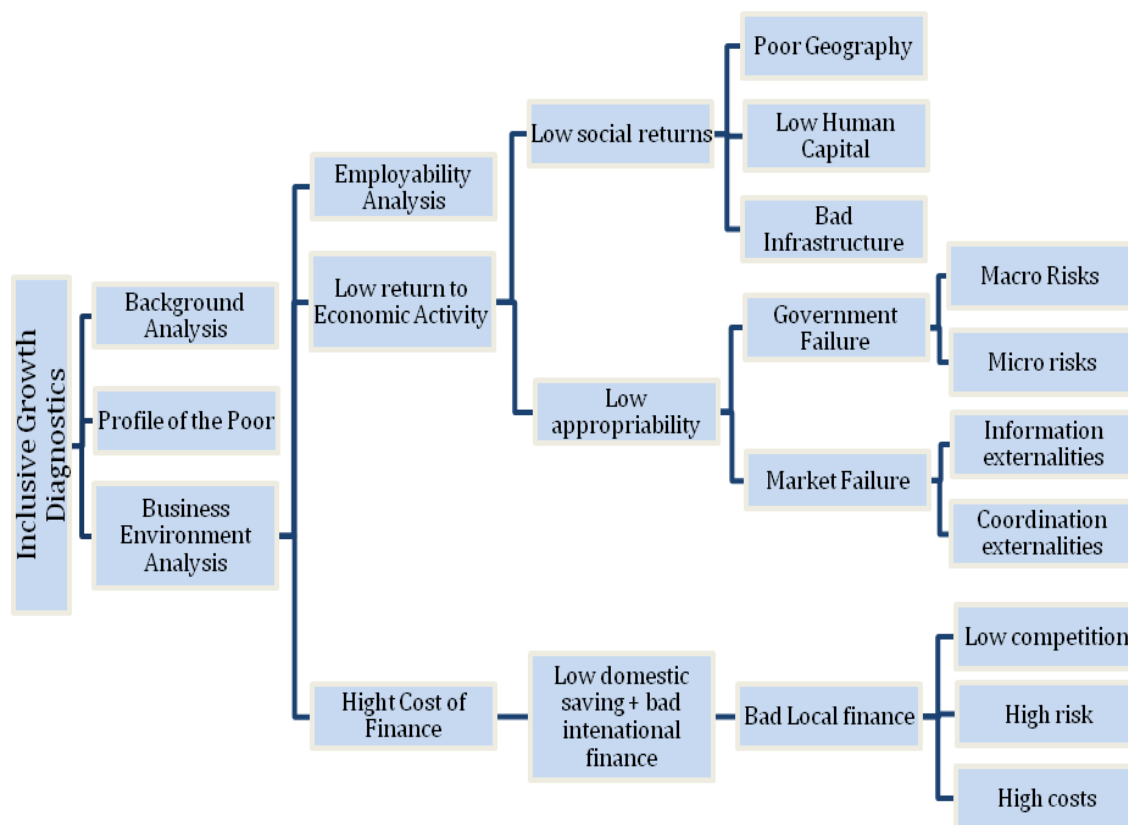 Inclusive Growth
Diagnostics
Background
Analysis
Profile of the Poor
Business
Environment
Analysis
Employability
Analysis
Low return to
Economic Activity
Hight Cost of
Finance
Low social returns
Low
appropriability
Low domestic
saving + bad
intenational
finance
Poor Geography
Low Human
Capital
Bad
Infrastructure
Government
Failure
Market Failure
Bad Local finance
Macro Risks
Micro risks
Information
externalities
Coordination
externalities
Low competition
High risk
High costs